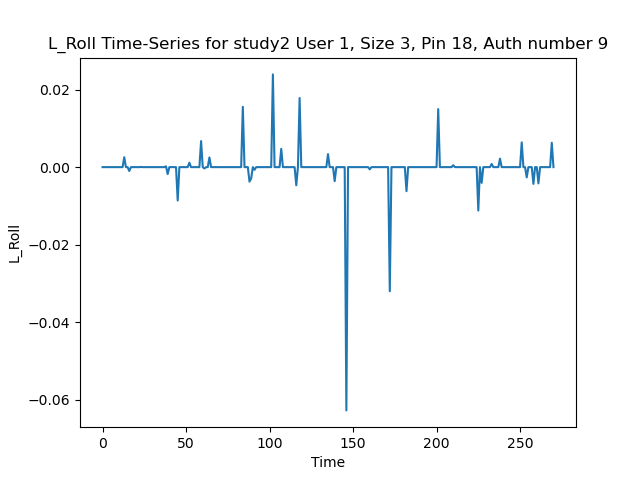 L_Roll Time-Series for study2 User 1, Size 3, Pin 18, Auth number 9
0.02
0.00
−0.02
−0.04
−0.06
L_Roll
0 50 100 150 200 250
Time